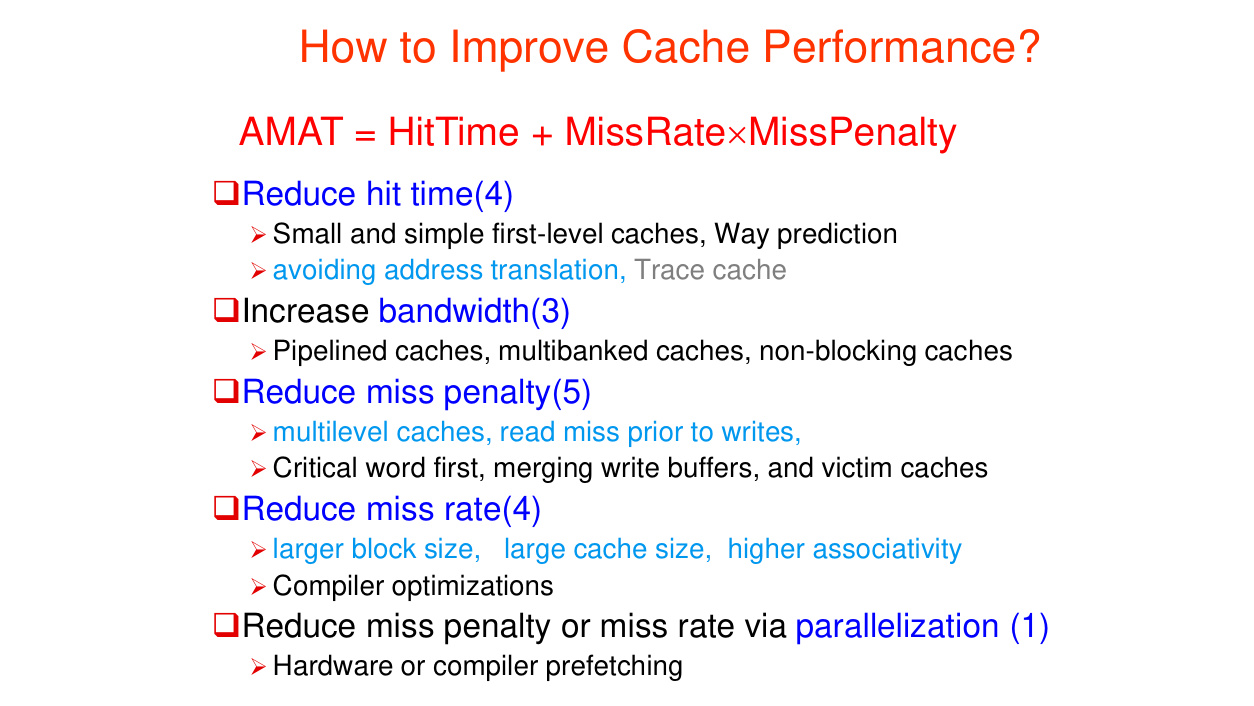 How to Improve Cache Performance?
AMAT = HitTime + MissRate×MissPenalty
❑Reduce hit time(4)
➢Small and simple first-level caches, Way prediction
➢avoiding address translation, Trace cache
❑Increase bandwidth(3)
➢Pipelined caches, multibanked caches, non-blocking caches
❑Reduce miss penalty(5)
➢multilevel caches, read miss prior to writes,
➢Critical word first, merging write buffers, and victim caches
❑Reduce miss rate(4)
➢larger block size, large cache size, higher associativity
➢Compiler optimizations
❑Reduce miss penalty or miss rate via parallelization (1)
➢Hardware or compiler prefetching